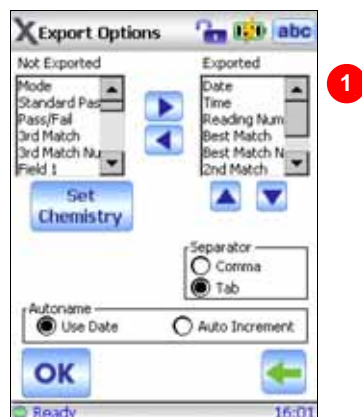 Export Options abc
Not Exported
Mode
Standard Pas
Pass/Fail
3rd Match
3rd Match Nu
Field 1
Exported
Date
Time
Reading Num
Best Match
Best Match N
2nd Match
1
Set
Chemistry
Separator
Comma
Tab
Autoname
Use Date
Auto Increment
OK
Ready 16:01